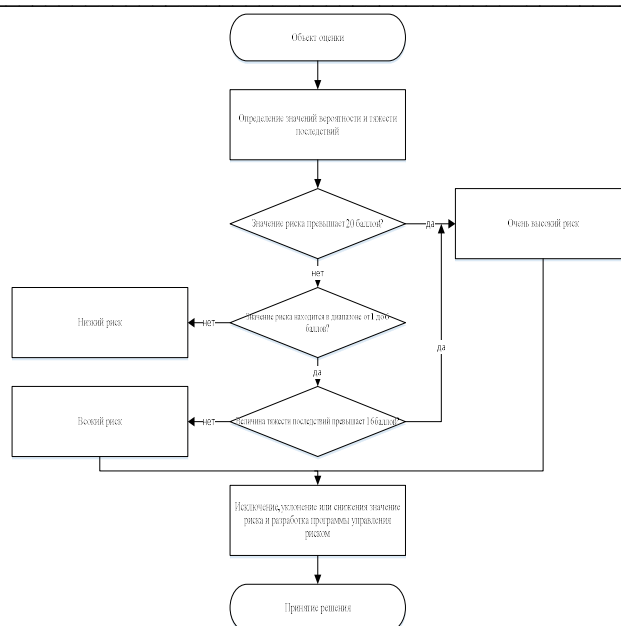 Объект оценки
Определение значений вероятности и тяжести
последствий
Значение риска превышает 20 баллов?
да
Очень высокий риск
нет
Значение риска находится в диапазоне от 1 до 6
баллов?
нет
Низкий риск
да
да
Величина тяжести последствий превышает 16 баллов?
нет
Всокий риск
Исключение, уклонение или снижения значение
риска и разработка программы управления
риском
Принятие решения